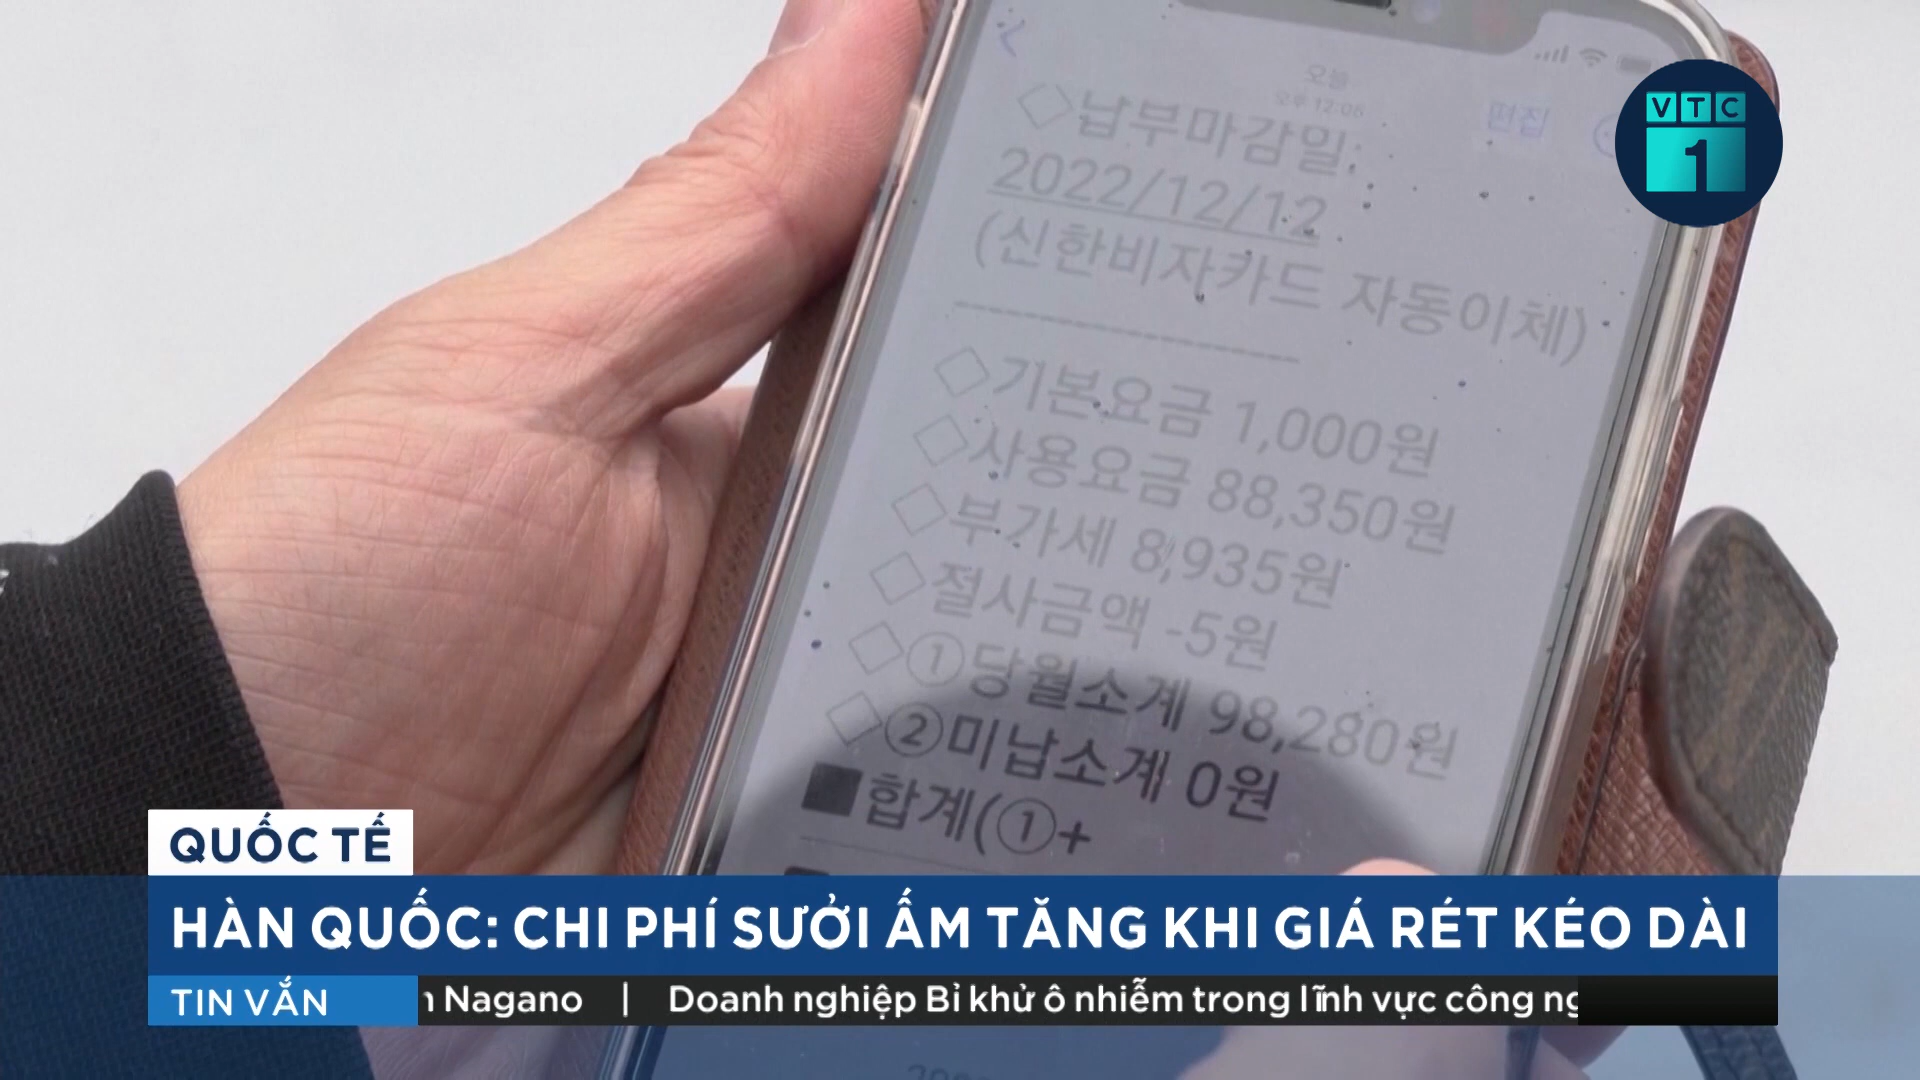 오늘
오후 12:06
편집
VTC
1
◇납부마감일:
2022/12/12
(신한비자카드 자동이체)
◇기본요금 1,000원
◇사용요금 88,350원
◇부가세 8,935원
◇절사금액 -5원
◇①당월소계 98,280원
◇②미납소계 0원
■합계(①+
QUỐC TẾ
HÀN QUỐC: CHI PHÍ SƯỞI ẤM TĂNG KHI GIÁ RÉT KÉO DÀI
TIN VẮN
Nagano | Doanh nghiệp Bỉ khử ô nhiễm trong lĩnh vực công